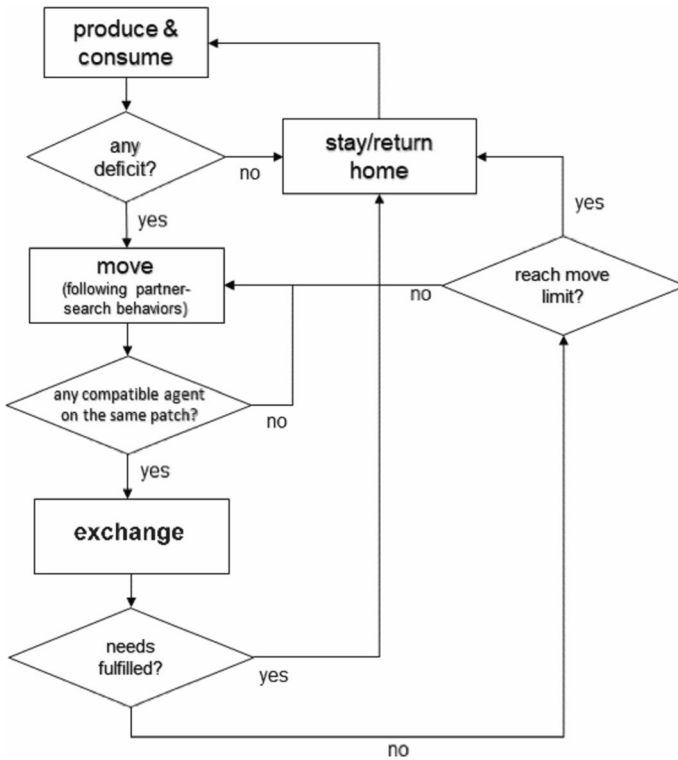 produce &
consume
any
deficit?
no
yes
stay/return
home
yes
move
(following partner-
search behaviors)
no
reach move
limit?
any compatible agent
on the same patch?
no
yes
exchange
needs
fulfilled?
yes
no